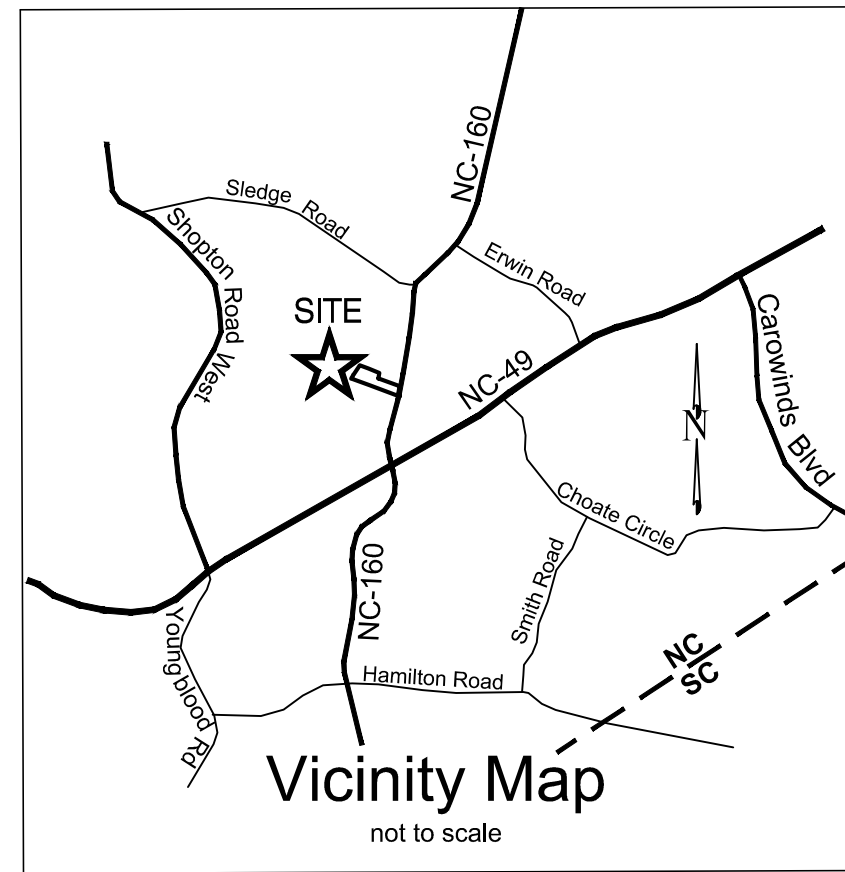 NC-160
Sledge Road
Shopton Road West
Erwin Road
SITE
Carowinds Blvd
NC-49
N
Choate Circle
Smith Road
NC-160
Youngblood Rd
Hamilton Road
NC
SC
Vicinity Map
not to scale